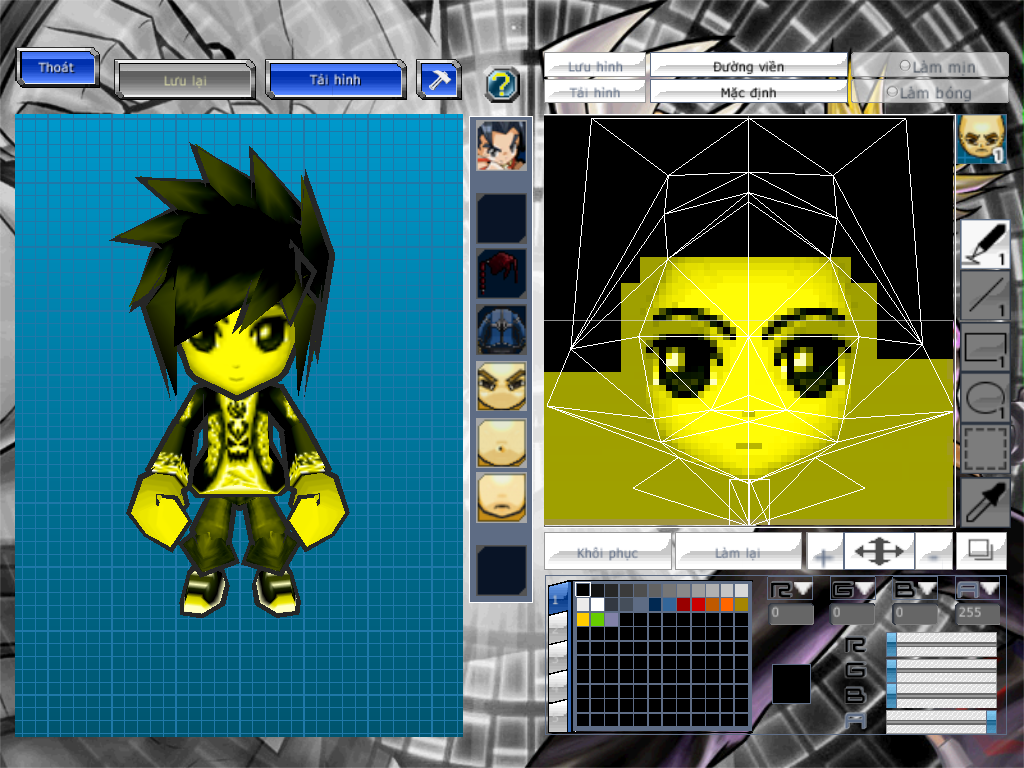 Thoát
Lưu lại
Tải hình
?
Lưu hình
Đường viền
Làm mịn
Tải hình
Mặc định
Làm bóng
1
1
1
1
1
Khôi phục
Làm lại
+
-
1
R G B A
0 0 0 255
R
G
B
A